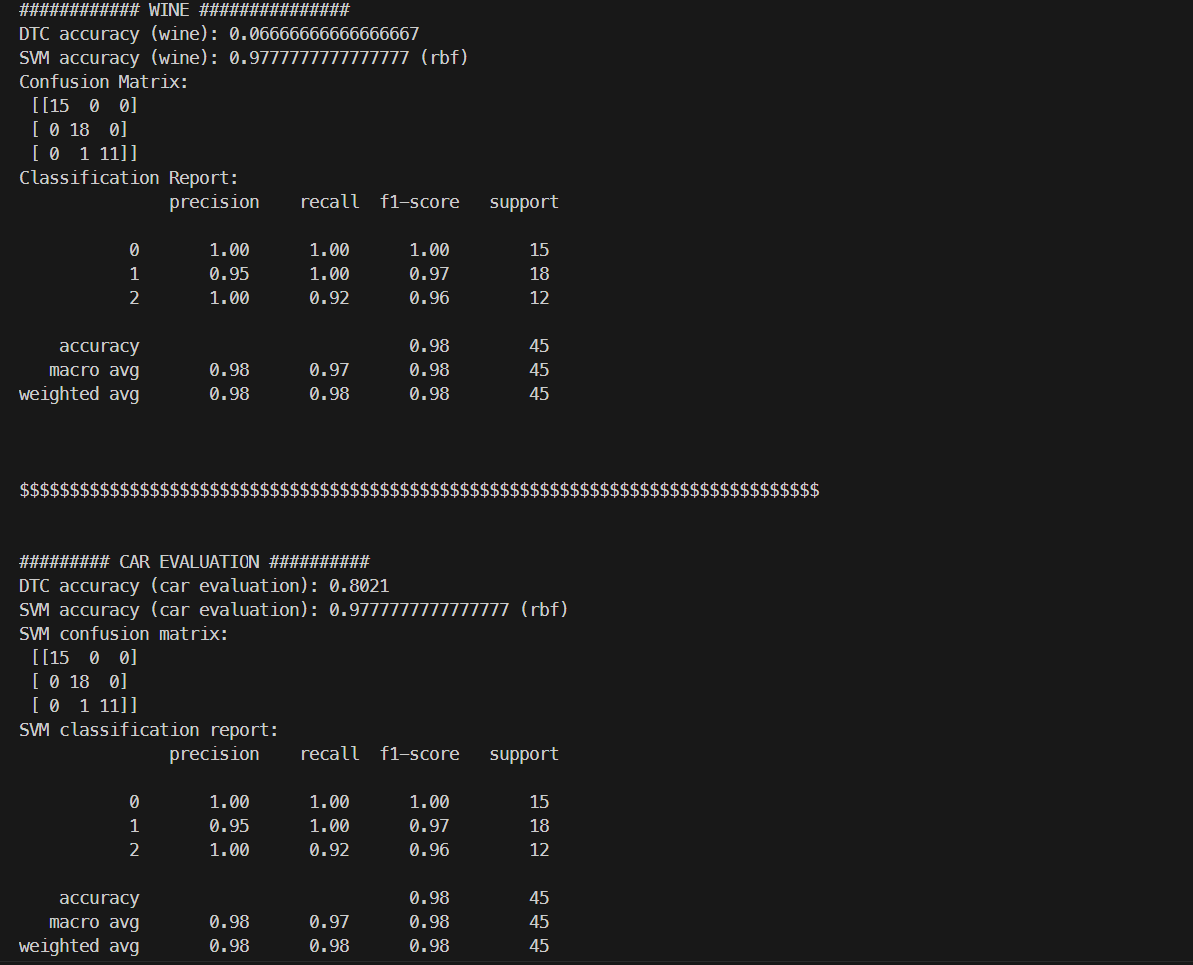 ############ WINE ###############
DTC accuracy (wine): 0.06666666666666667
SVM accuracy (wine): 0.9777777777777777 (rbf)
Confusion Matrix:
[[15  0  0]
[ 0 18  0]
[ 0  1 11]]
Classification Report:
precision    recall  f1-score   support
0       1.00      1.00      1.00        15
1       0.95      1.00      0.97        18
2       1.00      0.92      0.96        12
accuracy                           0.98        45
macro avg       0.98      0.97      0.98        45
weighted avg       0.98      0.98      0.98        45
$$$$$$$$$$$$$$$$$$$$$$$$$$$$$$$$$$$$$$$$$$$$$$$$$$$$$$$$$$$$$$$$$$$$$$$$$$$$$$$$
######### CAR EVALUATION ##########
DTC accuracy (car evaluation): 0.8021
SVM accuracy (car evaluation): 0.9777777777777777 (rbf)
SVM confusion matrix:
[[15  0  0]
[ 0 18  0]
[ 0  1 11]]
SVM classification report:
precision    recall  f1-score   support
0       1.00      1.00      1.00        15
1       0.95      1.00      0.97        18
2       1.00      0.92      0.96        12
accuracy                           0.98        45
macro avg       0.98      0.97      0.98        45
weighted avg       0.98      0.98      0.98        45